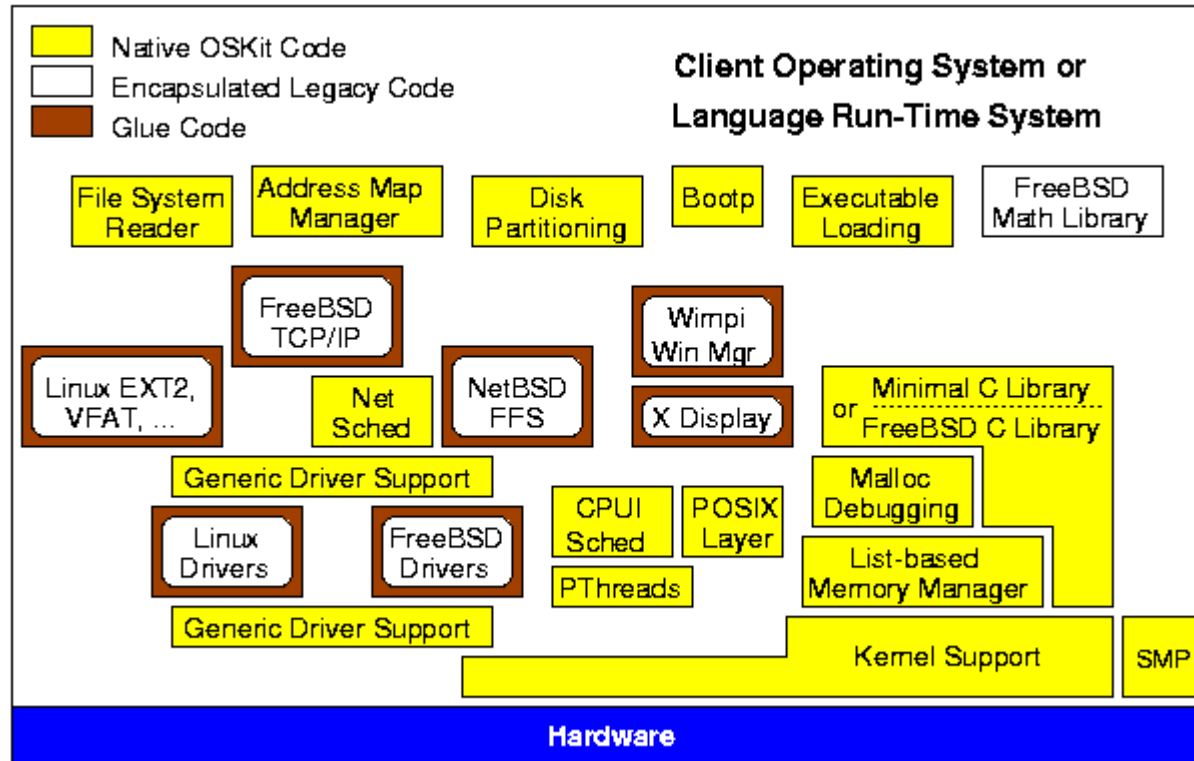 Native OSKit Code
Encapsulated Legacy Code
Glue Code
Client Operating System or
Language Run-Time System
File System
Reader
Address Map
Manager
Disk
Partitioning
Bootp
Executable
Loading
FreeBSD
Math Library
FreeBSD
TCP/IP
Wimpi
Win Mgr
Linux EXT2,
VFAT, ...
Net
Sched
NetBSD
FFS
X Display
Minimal C Library
or
FreeBSD C Library
Generic Driver Support
Malloc
Debugging
Linux
Drivers
FreeBSD
Drivers
CPUI
Sched
POSIX
Layer
List-based
Memory Manager
PThreads
Generic Driver Support
Kernel Support
SMP
Hardware